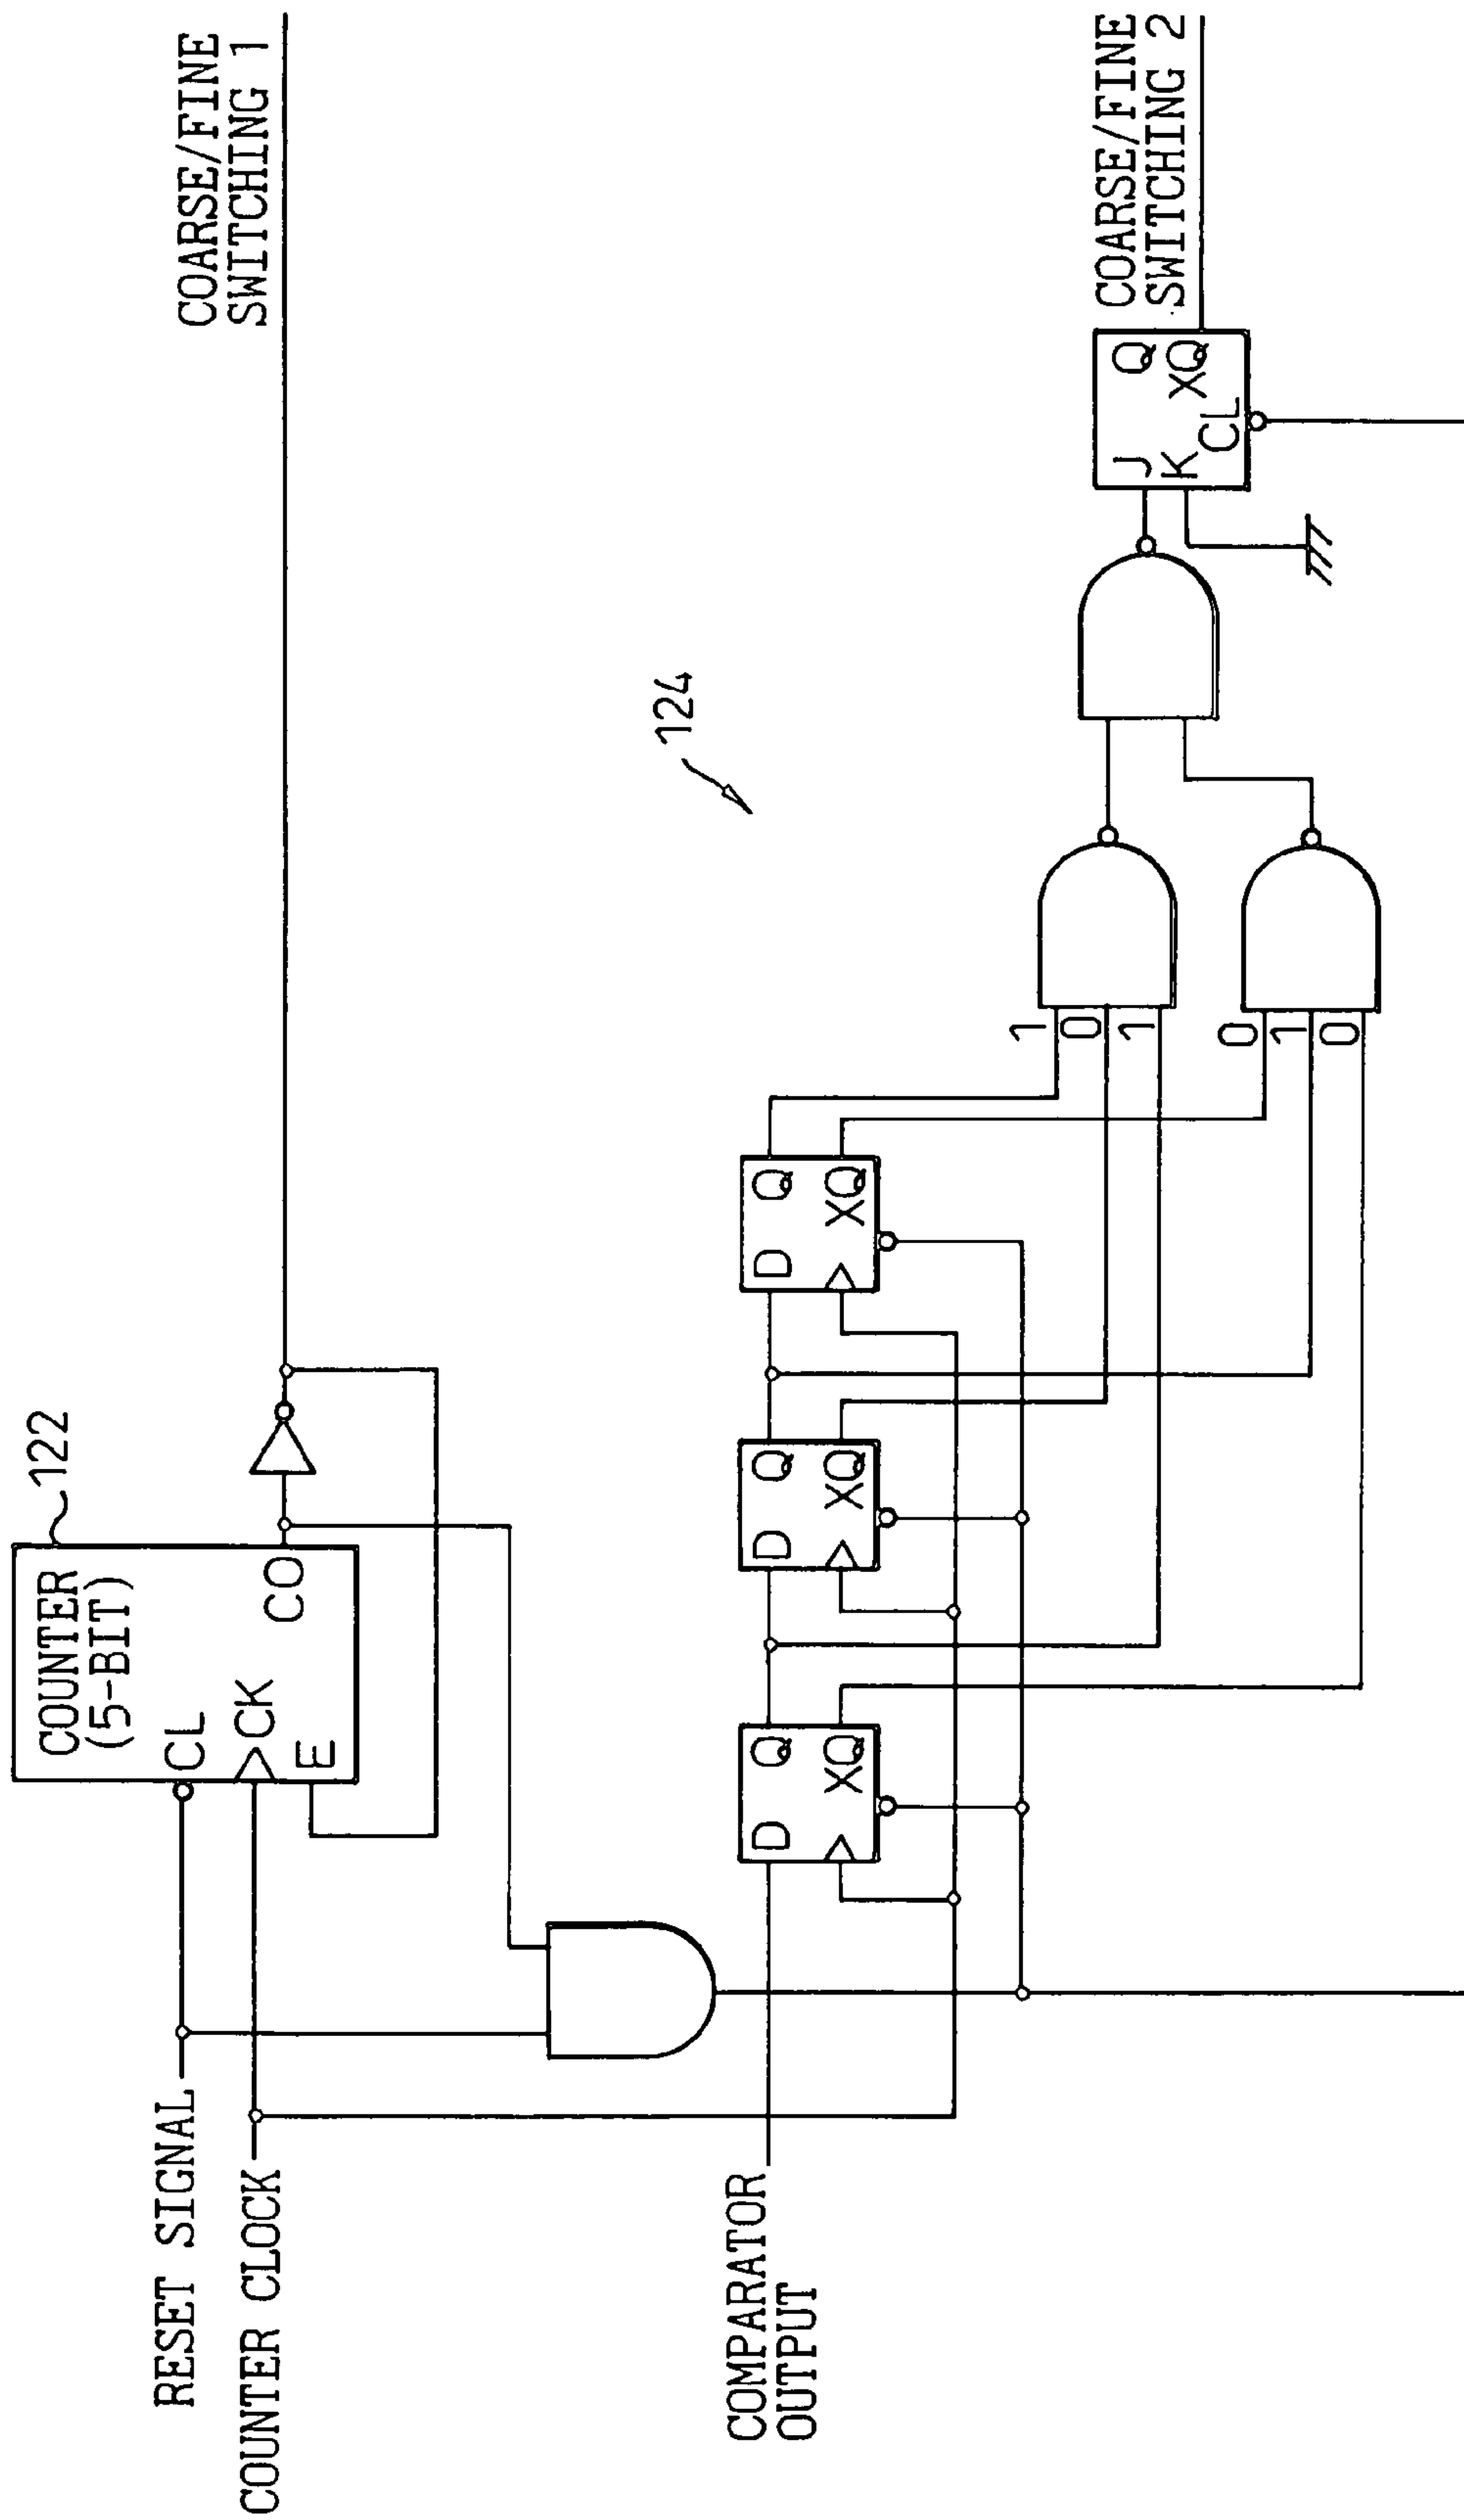 COUNTER
(5-BIT)
122
CL
CK
E
CO
COARSE/FINE
SWITCHING 1
RESET SIGNAL
COUNTER CLOCK
COMPARATOR
OUTPUT
124
D Q
XQ
D Q
XQ
D Q
XQ
1
0
1
0
1
0
J Q
K XQ
CL
COARSE/FINE
SWITCHING 2